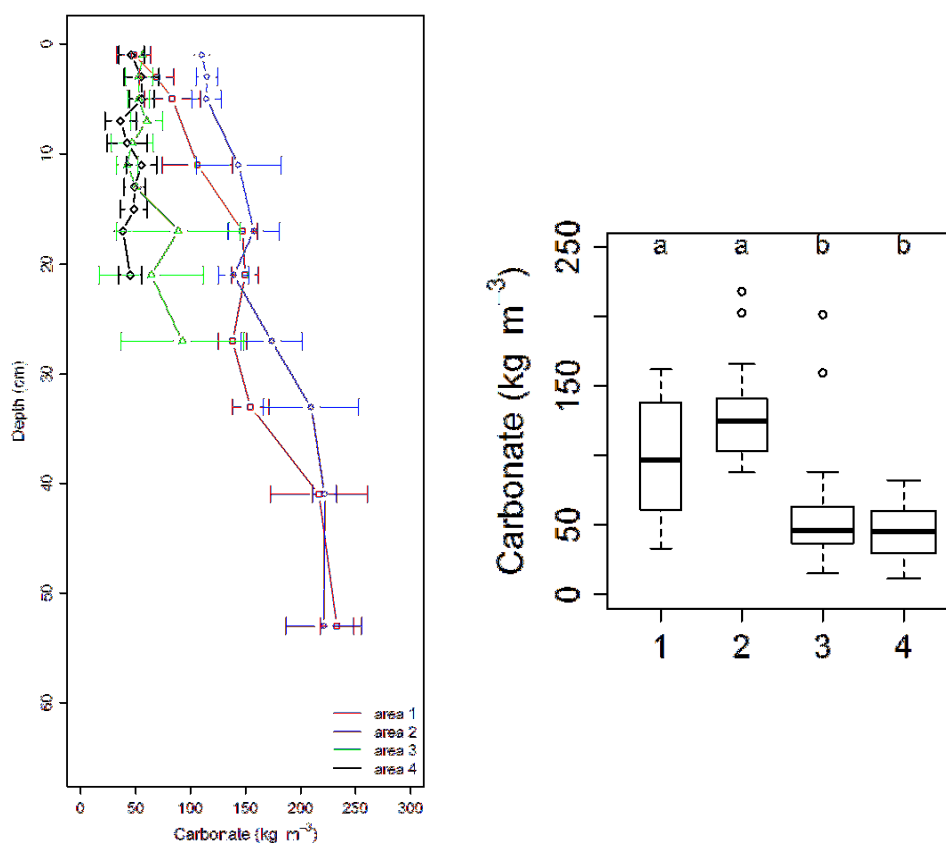 0
10
20
30
40
50
60
Depth (cm)
area 1
area 2
area 3
area 4
0 50 100 150 200 250 300
Carbonate (kg m⁻³)
a a b b
250
150
50
0
Carbonate (kg m⁻³)
1 2 3 4